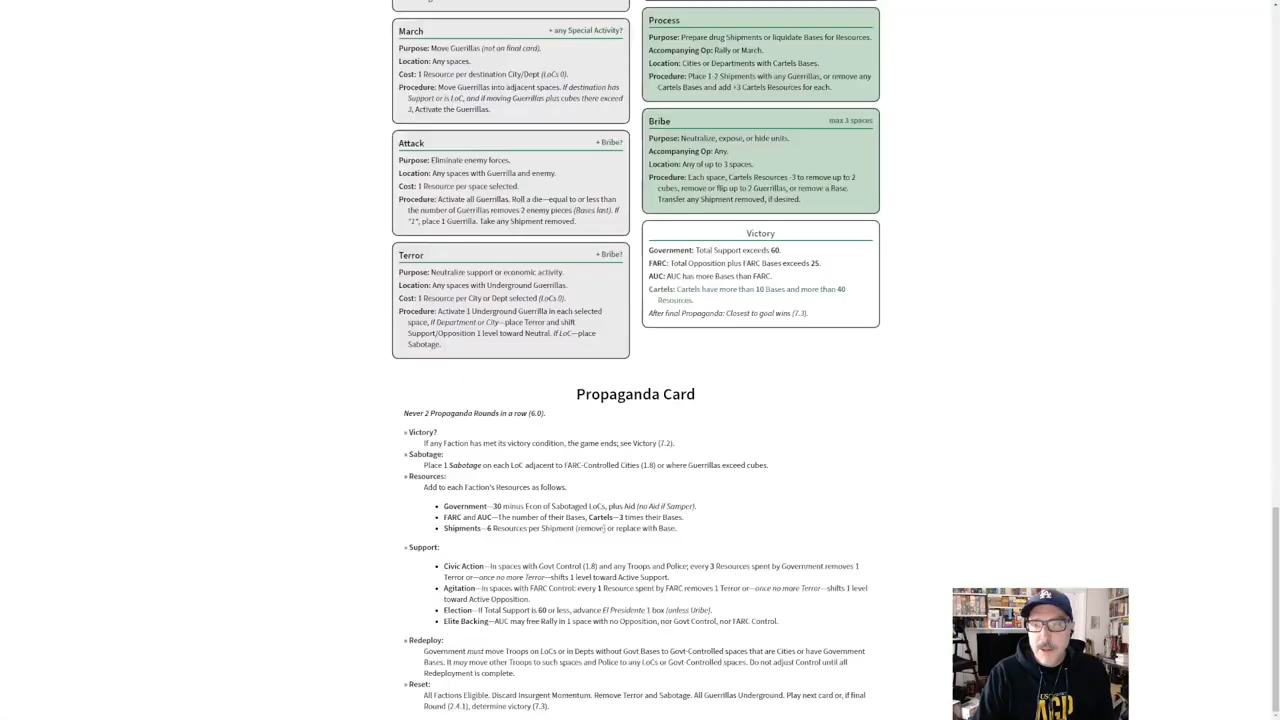 March + any Special Activity?
Purpose: Move Guerillas (not on final card).
Location: Any spaces.
Cost: 1 Resource per destination City/Dept (LoCs 0).
Procedure: Move Guerrillas into adjacent spaces. If destination has
Support or is LoC, and if moving Guerrillas plus cubes there exceed
3, Activate the Guerrillas.
Attack + Bribe?
Purpose: Eliminate enemy forces.
Location: Any spaces with Guerrilla and enemy.
Cost: 1 Resource per space selected.
Procedure: Activate all Guerrillas. Roll a die—equal to or less than
the number of Guerrillas removes 2 enemy pieces (Bases last). If
"1", place 1 Guerrilla. Take any Shipment removed.
Terror + Bribe?
Purpose: Neutralize support or economic activity.
Location: Any spaces with Underground Guerrillas.
Cost: 1 Resource per City or Dept selected (LoCs 0).
Procedure: Activate 1 Underground Guerrilla in each selected
space, If Department or City—place Terror and shift
Support/Opposition 1 level toward Neutral. If LoC—place
Sabotage.
Process
Purpose: Prepare drug Shipments or liquidate Bases for Resources.
Accompanying Op: Rally or March.
Location: Cities or Departments with Cartels Bases.
Procedure: Place 1-2 Shipments with any Guerrillas, or remove any
Cartels Bases and add +3 Cartels Resources for each.
Bribe max 3 spaces
Purpose: Neutralize, expose, or hide units.
Accompanying Op: Any.
Location: Any of up to 3 spaces.
Procedure: Each space, Cartels Resources -3 to remove up to 2
cubes, remove or flip up to 2 Guerrillas, or remove a Base.
Transfer any Shipment removed, if desired.
Victory
Government: Total Support exceeds 60.
FARC: Total Opposition plus FARC Bases exceeds 25.
AUC: AUC has more Bases than FARC.
Cartels: Cartels have more than 10 Bases and more than 40
Resources.
After final Propaganda: Closest to goal wins (7.3).
Propaganda Card
Never 2 Propaganda Rounds in a row (6.0).
» Victory?
If any Faction has met its victory condition, the game ends; see Victory (7.2).
» Sabotage:
Place 1 Sabotage on each LoC adjacent to FARC-Controlled Cities (1.8) or where Guerrillas exceed cubes.
» Resources:
Add to each Faction's Resources as follows.
• Government—30 minus Econ of Sabotaged LoCs, plus Aid (no Aid if Samper).
• FARC and AUC—The number of their Bases, Cartels—3 times their Bases.
• Shipments—6 Resources per Shipment (remove) or replace with Base.
» Support:
• Civic Action—In spaces with Govt Control (1.8) and any Troops and Police; every 3 Resources spent by Government removes 1
Terror or—once no more Terror—shifts 1 level toward Active Support.
• Agitation—In spaces with FARC Control: every 1 Resource spent by FARC removes 1 Terror or—once no more Terror—shifts 1 level
toward Active Opposition.
• Election—If Total Support is 60 or less, advance El Presidente 1 box (unless Uribe).
• Elite Backing—AUC may free Rally in 1 space with no Opposition, nor Govt Control, nor FARC Control.
» Redeploy:
Government must move Troops on LoCs or in Depts without Govt Bases to Govt-Controlled spaces that are Cities or have Government
Bases. It may move other Troops to such spaces and Police to any LoCs or Govt-Controlled spaces. Do not adjust Control until all
Redeployment is complete.
» Reset:
All Factions Eligible. Discard Insurgent Momentum. Remove Terror and Sabotage. All Guerrillas Underground. Play next card or, if final
Round (2.4.1), determine victory (7.3).
LA
AGP